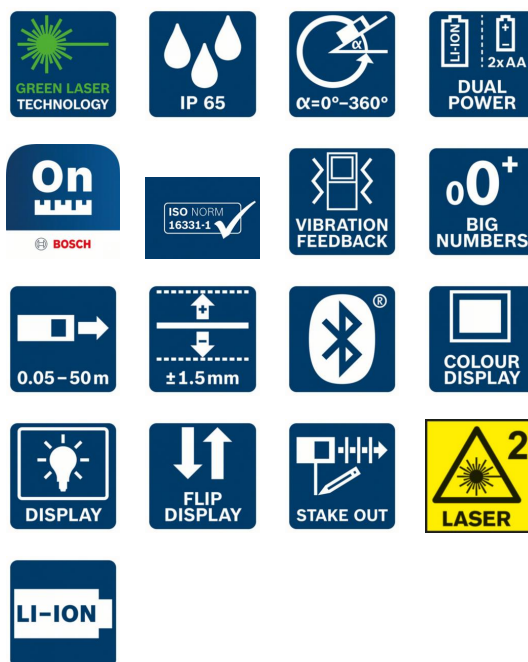 GREEN LASER
TECHNOLOGY
IP 65
α
α=0°–360°
LI-ION
+
–
2xAA
DUAL
POWER
On
BOSCH
ISO NORM
16331-1
VIBRATION
FEEDBACK
00+
BIG
NUMBERS
0.05–50m
+
–
±1.5mm
®
COLOUR
DISPLAY
DISPLAY
FLIP
DISPLAY
STAKE OUT
2
LASER
LI-ION